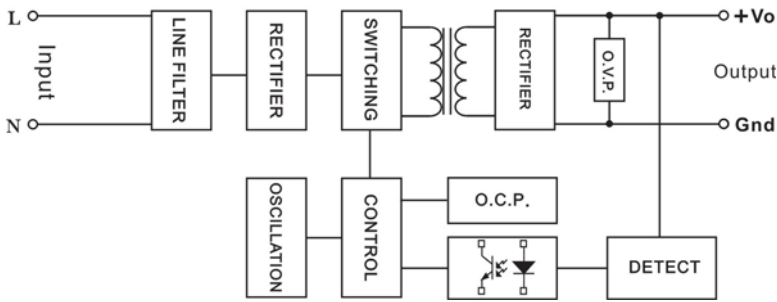 L
N
Input
LINE FILTER
RECTIFIER
SWITCHING
RECTIFIER
O.V.P.
+Vo
Output
Gnd
OSCILLATION
CONTROL
O.C.P.
DETECT